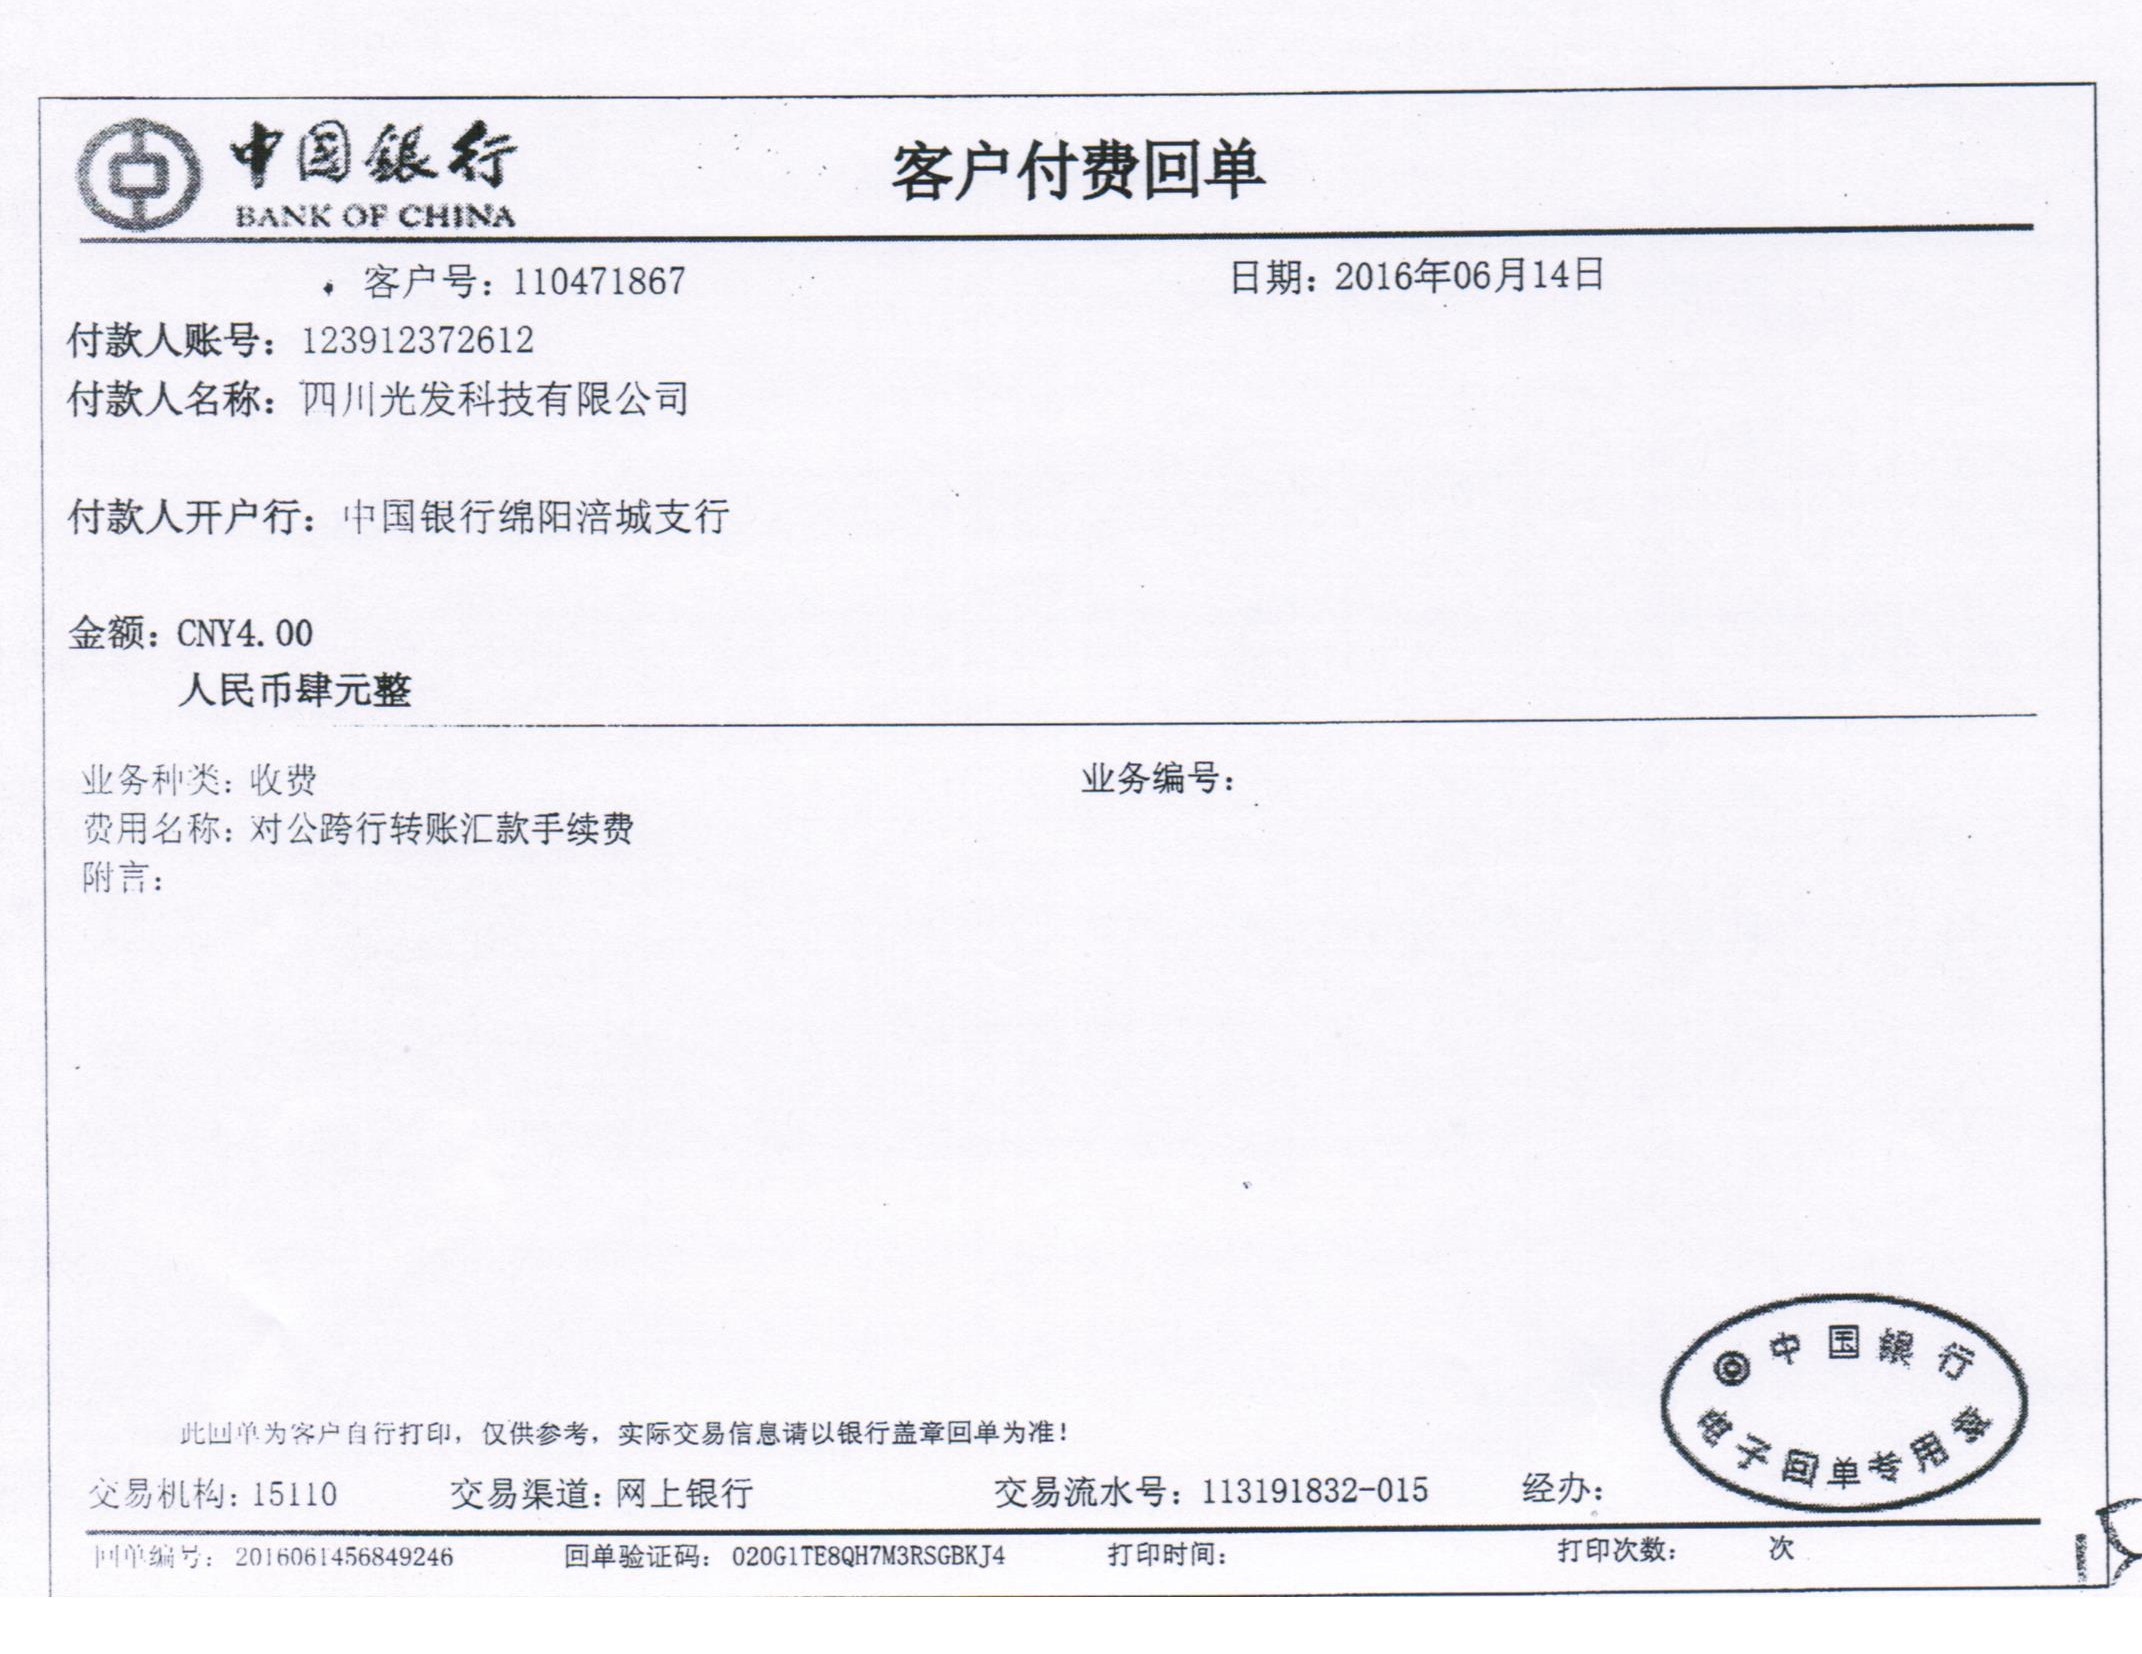 中国银行
BANK OF CHINA
客户付费回单
客户号：110471867 日期：2016年06月14日
付款人账号：123912372612
付款人名称：四川光发科技有限公司
付款人开户行：中国银行绵阳涪城支行
金额：CNY4.00
人民币肆元整
业务种类：收费 业务编号：
费用名称：对公跨行转账汇款手续费
附言：
中国银行
电子回单专用章
此回单为客户自行打印，仅供参考，实际交易信息请以银行盖章回单为准！
交易机构：15110 交易渠道：网上银行 交易流水号：113191832-015 经办：
回单编号：2016061456849246 回单验证码：020G1TE8QH7M3RSGBKJ4 打印时间： 打印次数： 次